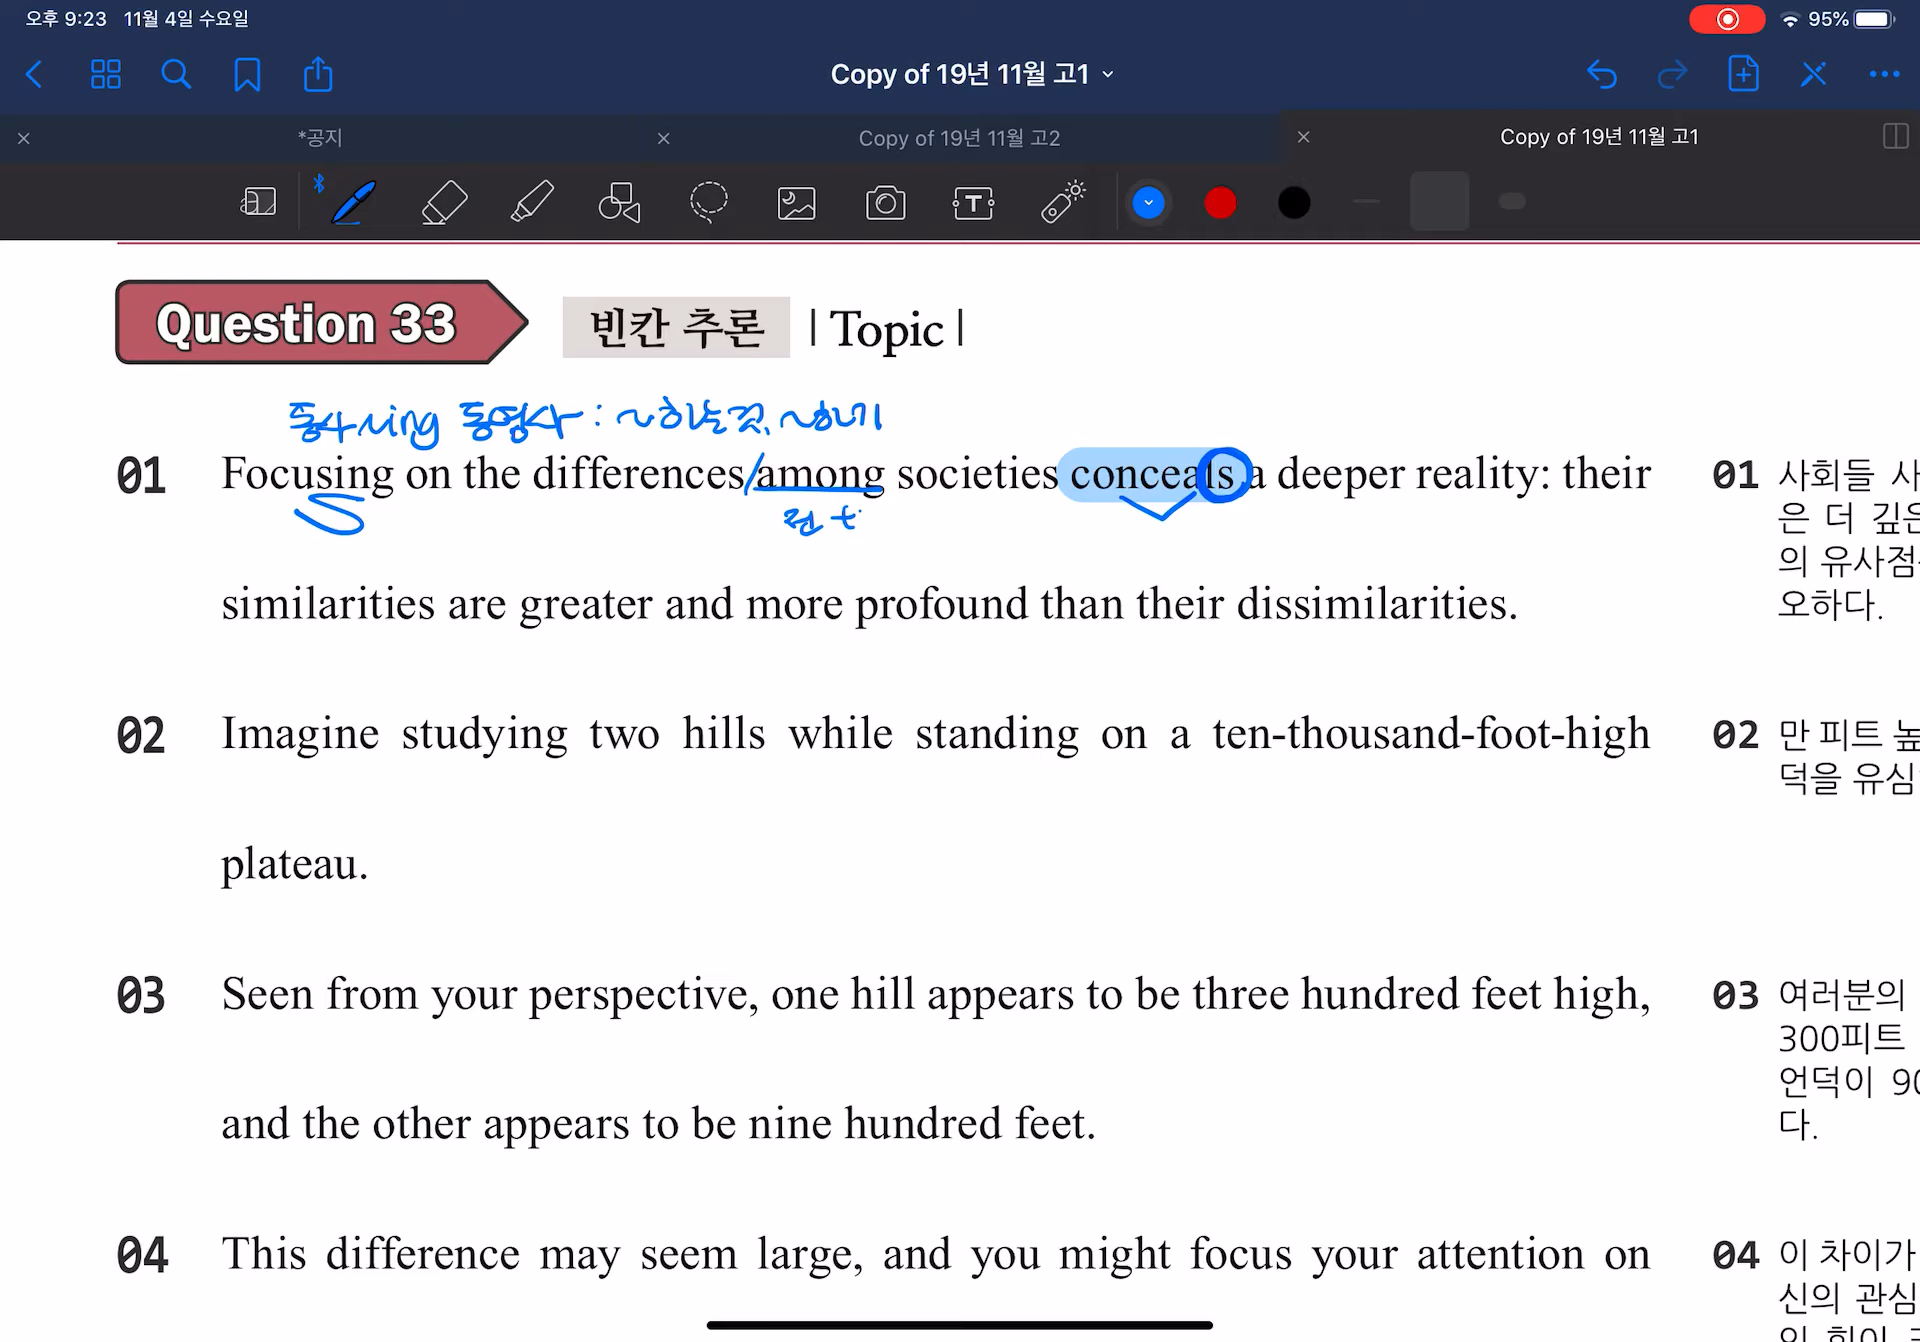 오후 9:23 11월 4일 수요일
95%
Copy of 19년 11월 고1
*공지
Copy of 19년 11월 고2
Copy of 19년 11월 고1
Question 33 빈칸 추론 | Topic |
동명사 : ~하는것, ~하기
01 Focusing on the differences/among societies conceals a deeper reality: their
S
similarities are greater and more profound than their dissimilarities.
02 Imagine studying two hills while standing on a ten-thousand-foot-high
plateau.
03 Seen from your perspective, one hill appears to be three hundred feet high,
and the other appears to be nine hundred feet.
04 This difference may seem large, and you might focus your attention on
01 사회들 사
은 더 깊은
의 유사점
오하다.
02 만 피트 높
덕을 유심
03 여러분의
300피트
언덕이 90
다.
04 이 차이가
신의 관심